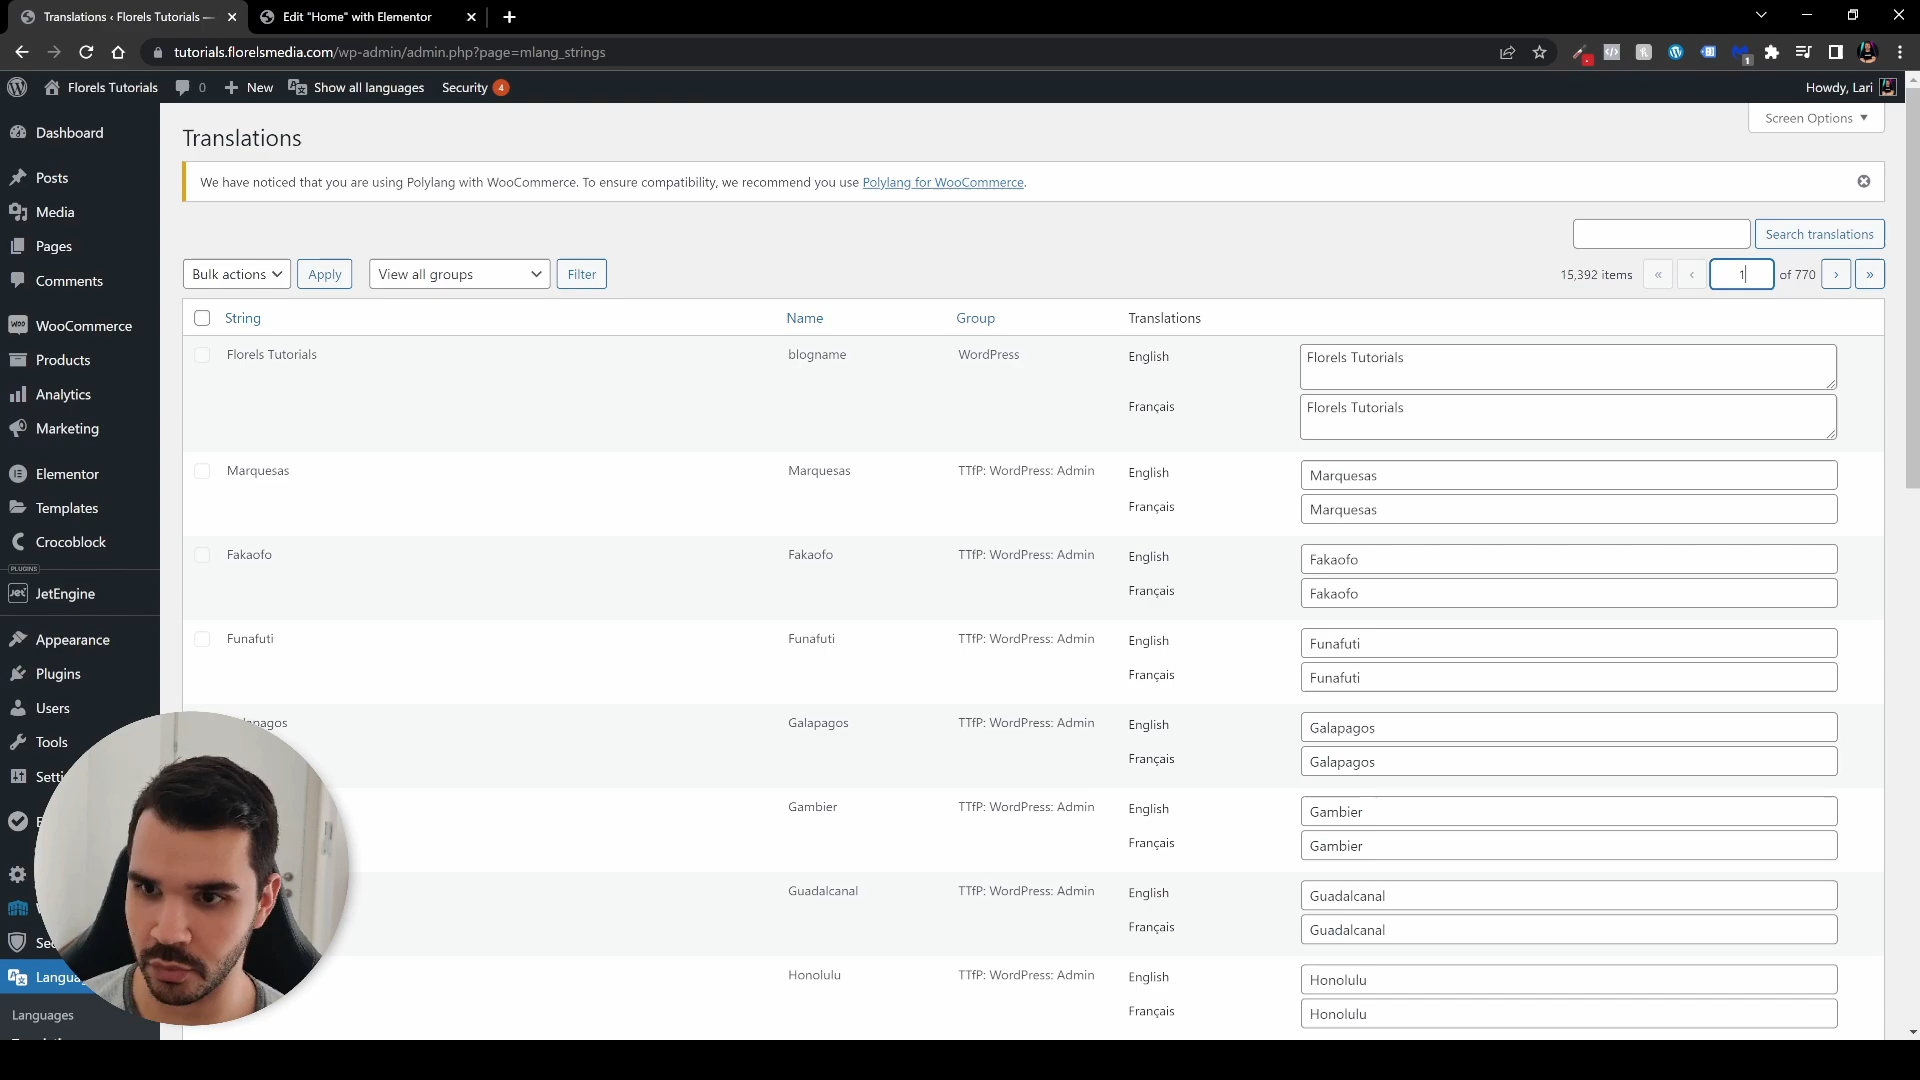 Translations ‹ Florels Tutorials —
Edit "Home" with Elementor
tutorials.florelsmedia.com/wp-admin/admin.php?page=mlang_strings
1
Florels Tutorials
0
New
Show all languages
Security 4
Howdy, Lari
Dashboard
Posts
Media
Pages
Comments
WooCommerce
Products
Analytics
Marketing
Elementor
Templates
Crocoblock
PLUGINS
JetEngine
Appearance
Plugins
Users
Tools
Setti
Langua
Languages
Screen Options
Translations
We have noticed that you are using Polylang with WooCommerce. To ensure compatibility, we recommend you use Polylang for WooCommerce.
Search translations
Bulk actions
Apply
View all groups
Filter
15,392 items « ‹ 1 of 770 › »
String Name Group Translations
Florels Tutorials blogname WordPress English Florels Tutorials
Français Florels Tutorials
Marquesas Marquesas TTfP: WordPress: Admin English Marquesas
Français Marquesas
Fakaofo Fakaofo TTfP: WordPress: Admin English Fakaofo
Français Fakaofo
Funafuti Funafuti TTfP: WordPress: Admin English Funafuti
Français Funafuti
apagos Galapagos TTfP: WordPress: Admin English Galapagos
Français Galapagos
Gambier TTfP: WordPress: Admin English Gambier
Français Gambier
Guadalcanal TTfP: WordPress: Admin English Guadalcanal
Français Guadalcanal
Honolulu TTfP: WordPress: Admin English Honolulu
Français Honolulu